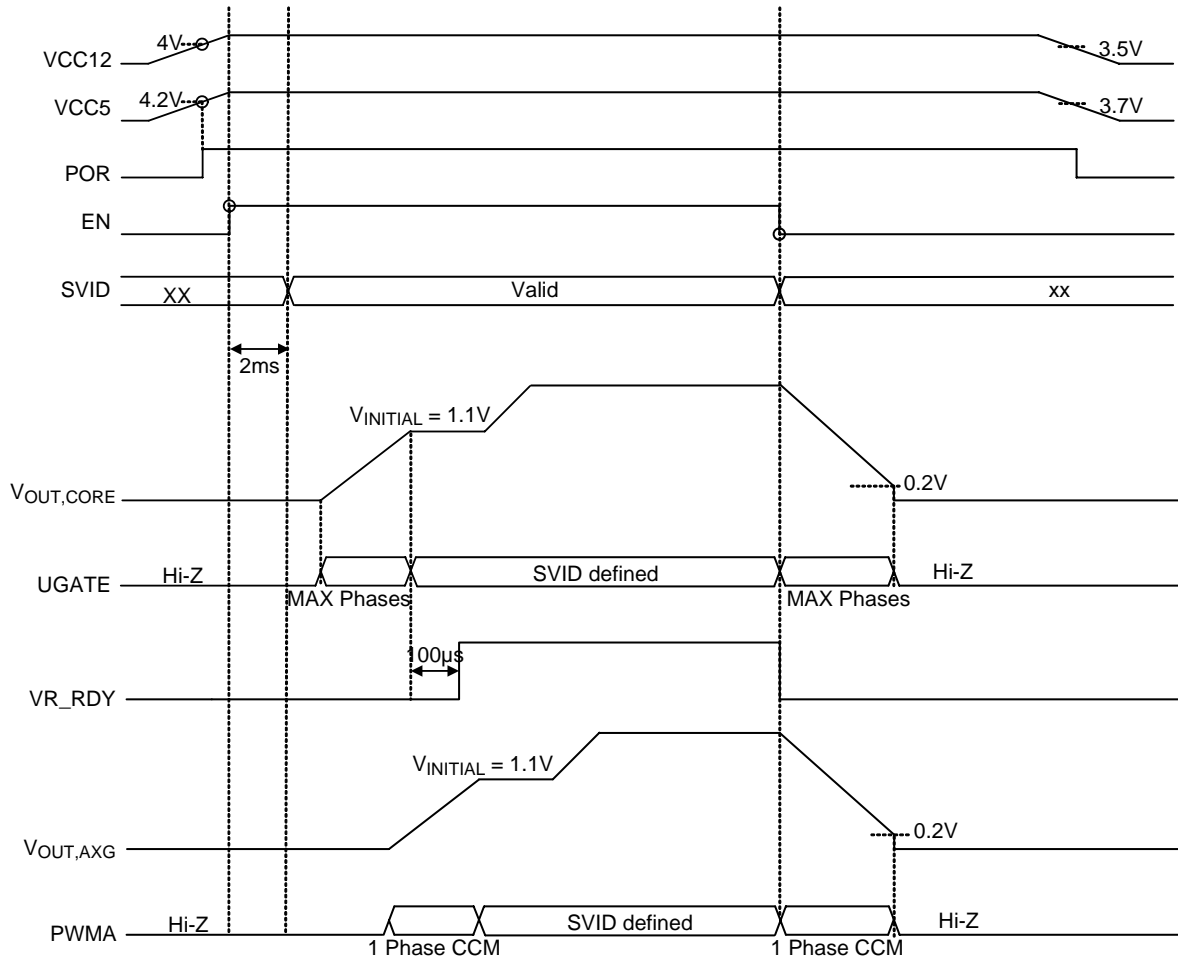 4V
VCC12
3.5V
4.2V
VCC5
3.7V
POR
EN
SVID
XX
Valid
xx
2ms
VINITIAL = 1.1V
VOUT,CORE
0.2V
UGATE
Hi-Z
SVID defined
Hi-Z
MAX Phases
MAX Phases
100µs
VR_RDY
VINITIAL = 1.1V
0.2V
VOUT,AXG
PWMA
Hi-Z
SVID defined
Hi-Z
1 Phase CCM
1 Phase CCM